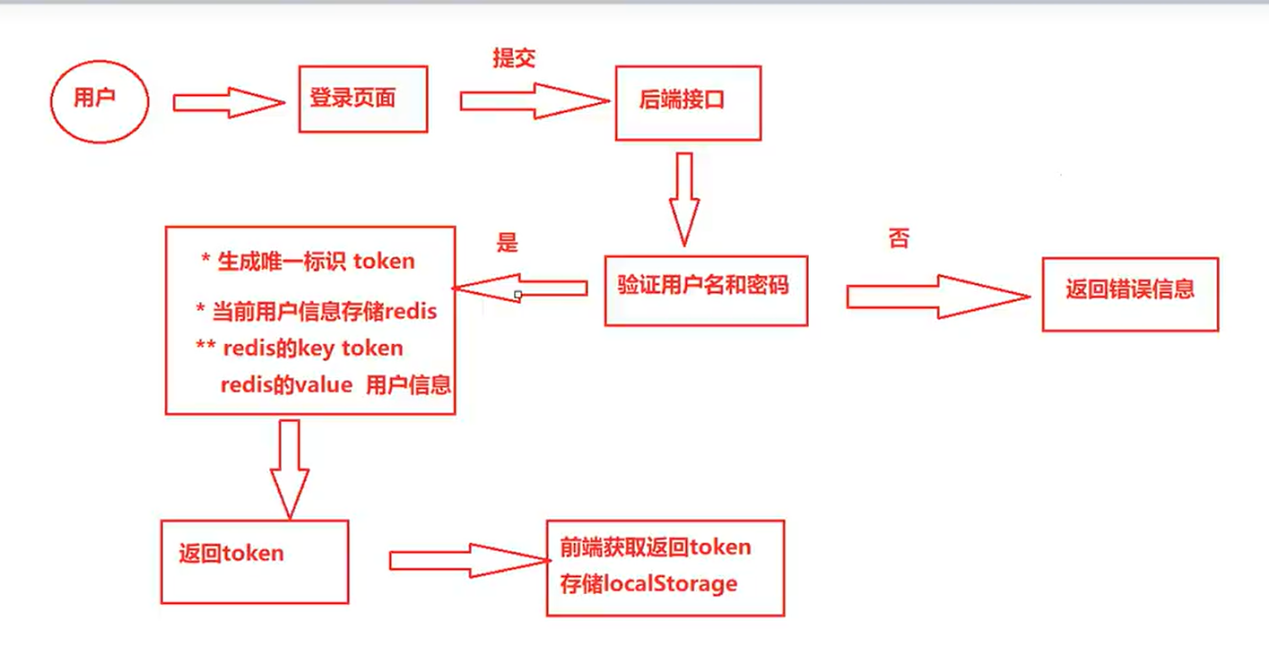 提交
用户
登录页面
后端接口
是
否
* 生成唯一标识 token
* 当前用户信息存储redis
** redis的key token
redis的value 用户信息
验证用户名和密码
返回错误信息
返回token
前端获取返回token
存储localStorage